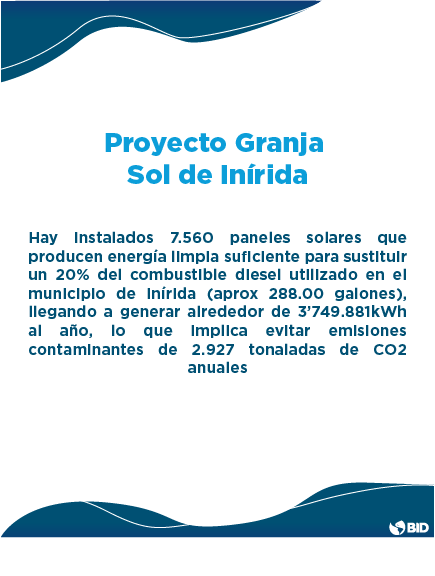 Proyecto Granja
Sol de Inírida
Hay instalados 7.560 paneles solares que
producen energía limpia suficiente para sustituir
un 20% del combustible diesel utilizado en el
municipio de Inírida (aprox 288.00 galones),
llegando a generar alrededor de 3’749.881kWh
al año, lo que implica evitar emisiones
contaminantes de 2.927 tonaladas de CO2
anuales
BID